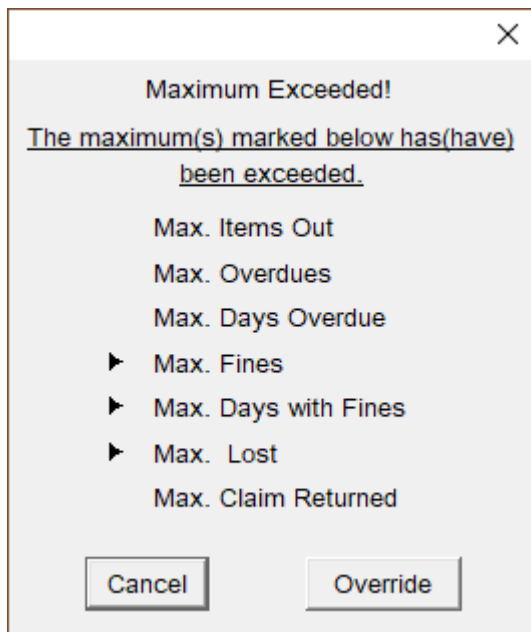 Maximum Exceeded!
The maximum(s) marked below has(have)
been exceeded.
Max. Items Out
Max. Overdues
Max. Days Overdue
Max. Fines
Max. Days with Fines
Max. Lost
Max. Claim Returned
Cancel Override